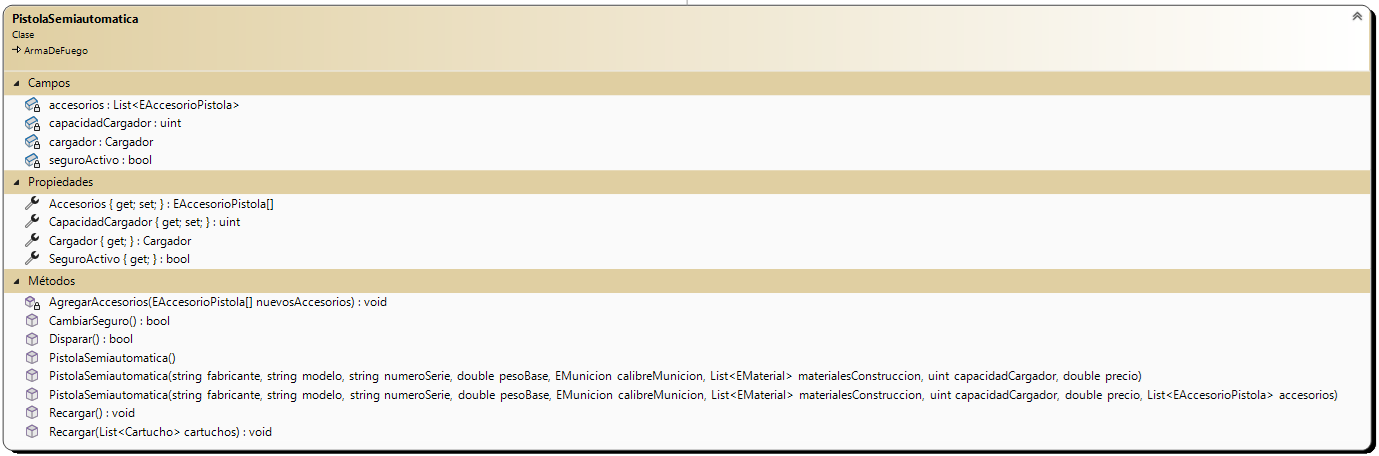 PistolaSemiautomatica
Clase
ArmaDeFuego
Campos
accesorios : List<EAccesorioPistola>
capacidadCargador : uint
cargador : Cargador
seguroActivo : bool
Propiedades
Accesorios { get; set; } : EAccesorioPistola[]
CapacidadCargador { get; set; } : uint
Cargador { get; } : Cargador
SeguroActivo { get; } : bool
Métodos
AgregarAccesorios(EAccesorioPistola[] nuevosAccesorios) : void
CambiarSeguro() : bool
Disparar() : bool
PistolaSemiautomatica()
PistolaSemiautomatica(string fabricante, string modelo, string numeroSerie, double pesoBase, EMunicion calibreMunicion, List<EMaterial> materialesConstruccion, uint capacidadCargador, double precio)
PistolaSemiautomatica(string fabricante, string modelo, string numeroSerie, double pesoBase, EMunicion calibreMunicion, List<EMaterial> materialesConstruccion, uint capacidadCargador, double precio, List<EAccesorioPistola> accesorios)
Recargar() : void
Recargar(List<Cartucho> cartuchos) : void